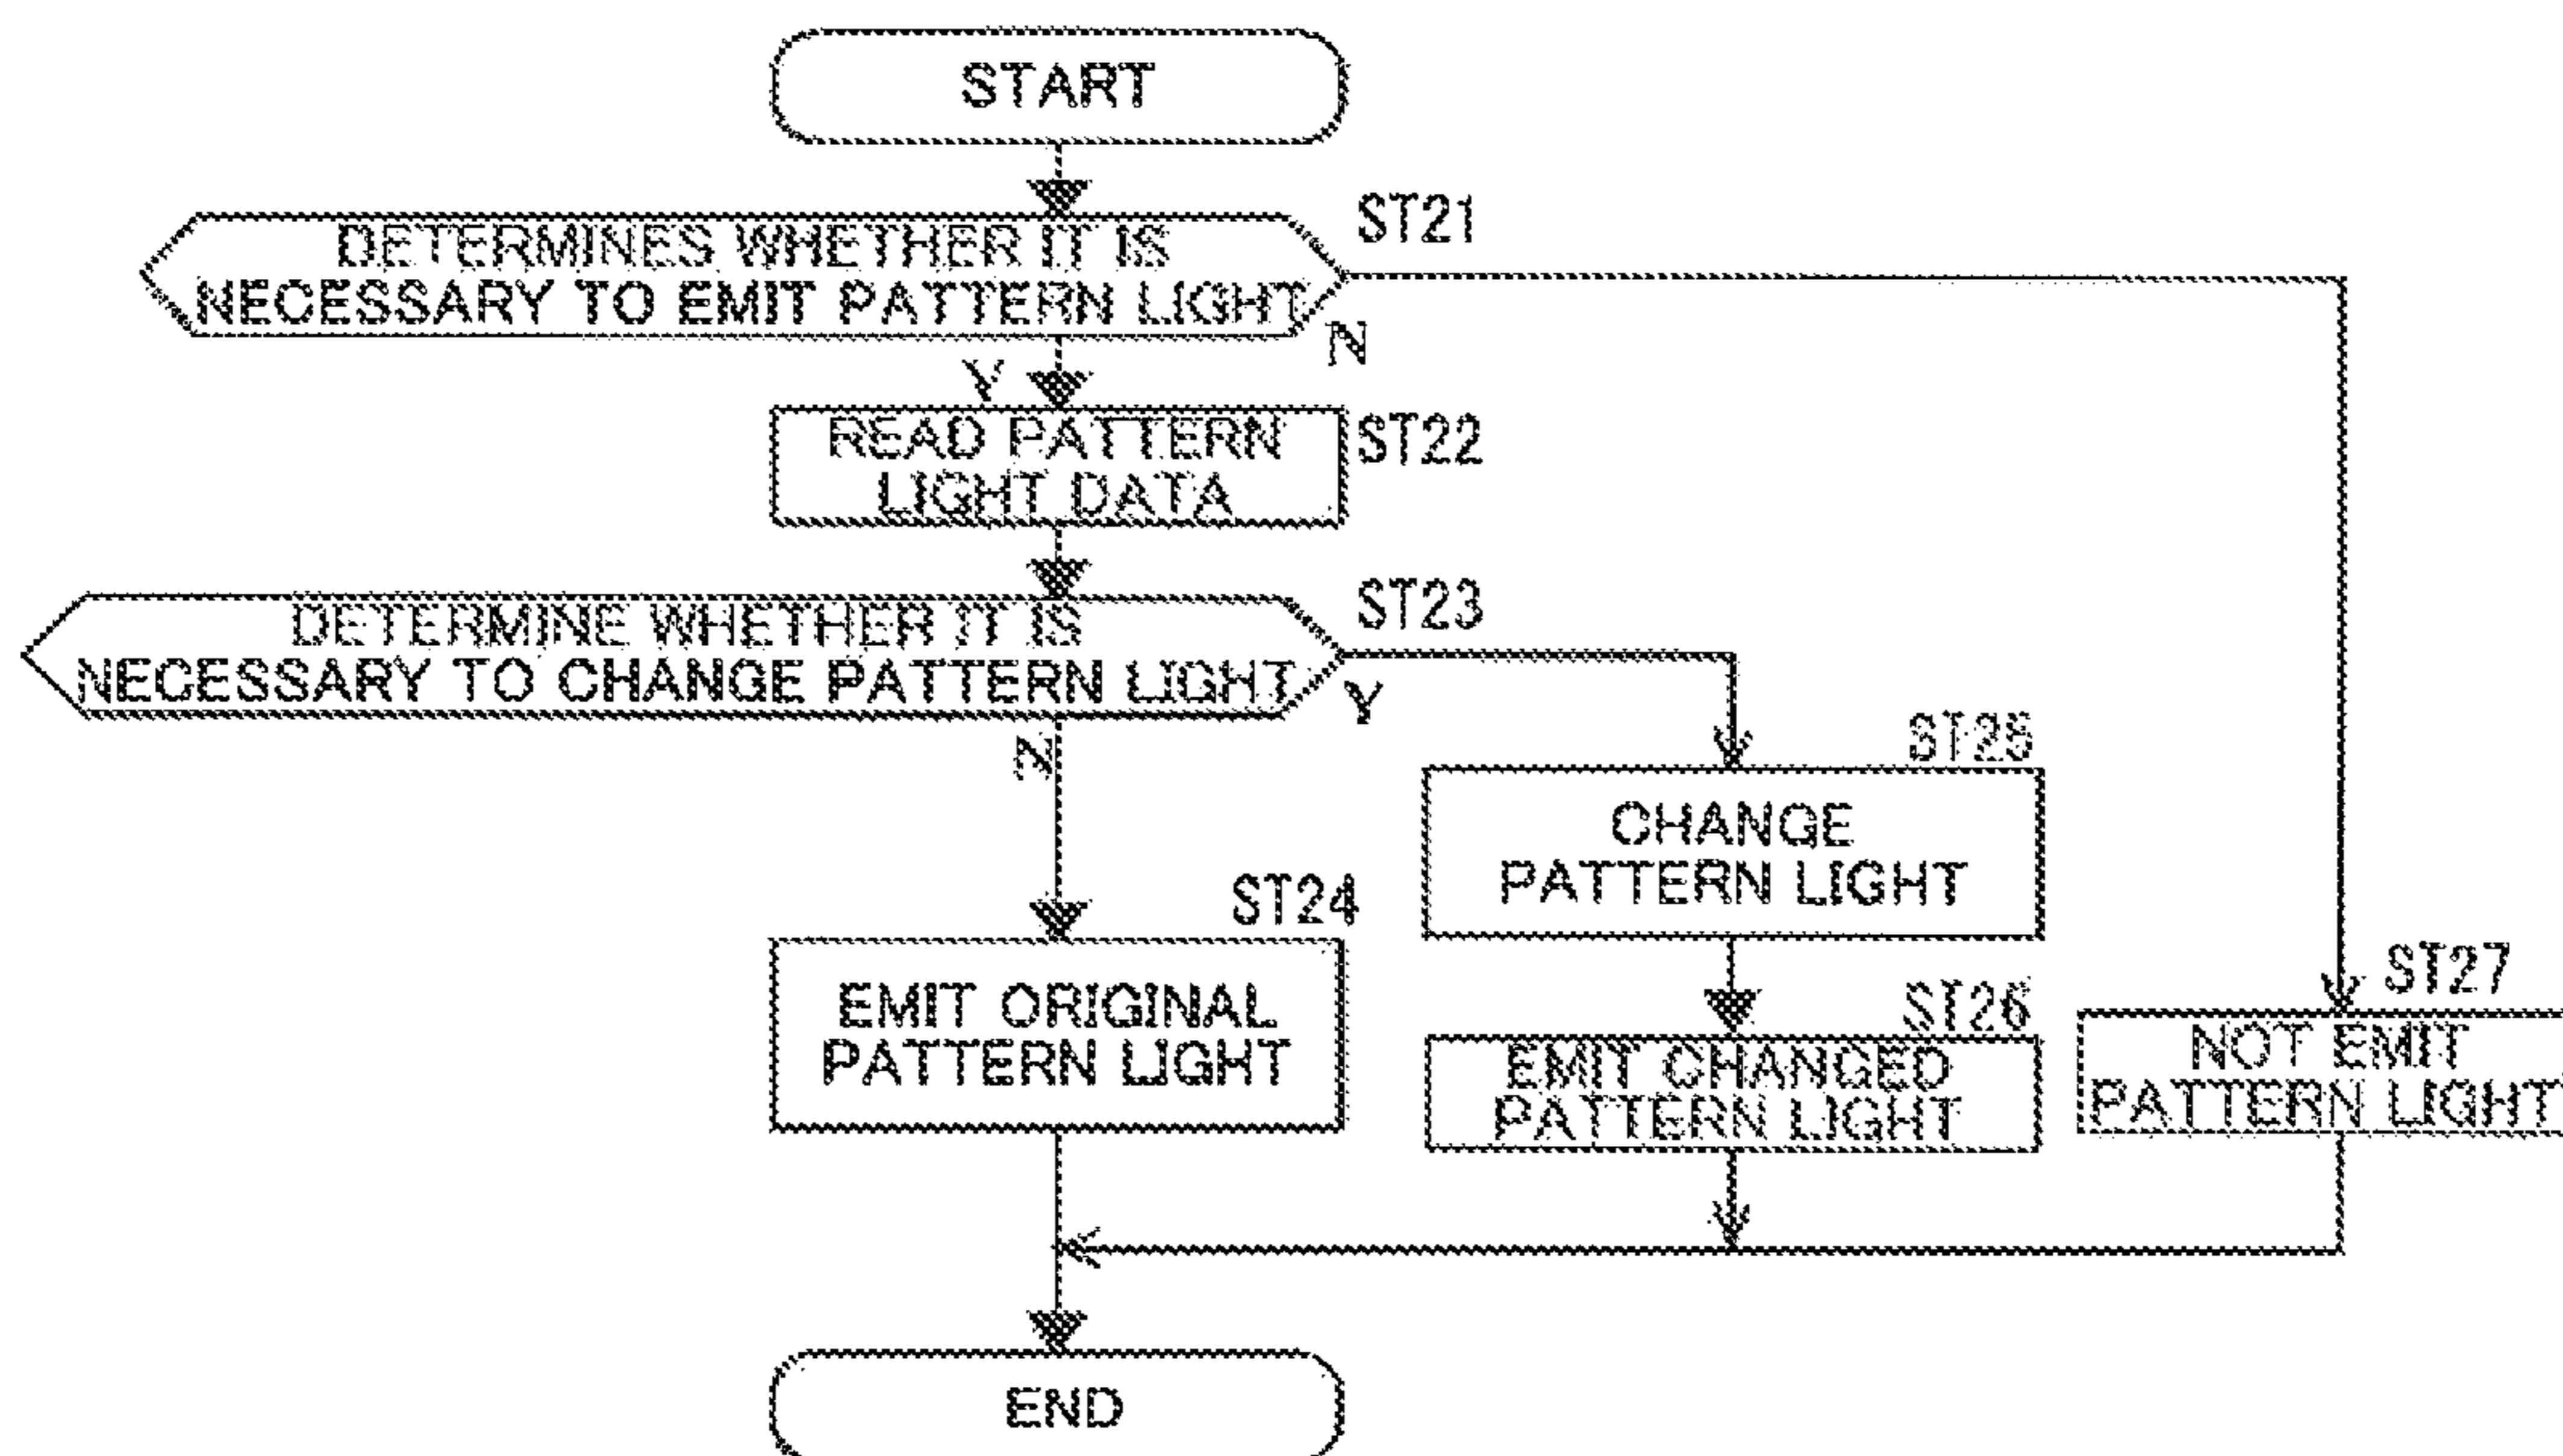 START
DETERMINES WHETHER IT IS
NECESSARY TO EMIT PATTERN LIGHT
ST21
N
Y
READ PATTERN
LIGHT DATA
ST22
DETERMINE WHETHER IT IS
NECESSARY TO CHANGE PATTERN LIGHT
ST23
Y
N
ST25
CHANGE
PATTERN LIGHT
ST24
EMIT ORIGINAL
PATTERN LIGHT
ST26
EMIT CHANGED
PATTERN LIGHT
ST27
NOT EMIT
PATTERN LIGHT
END